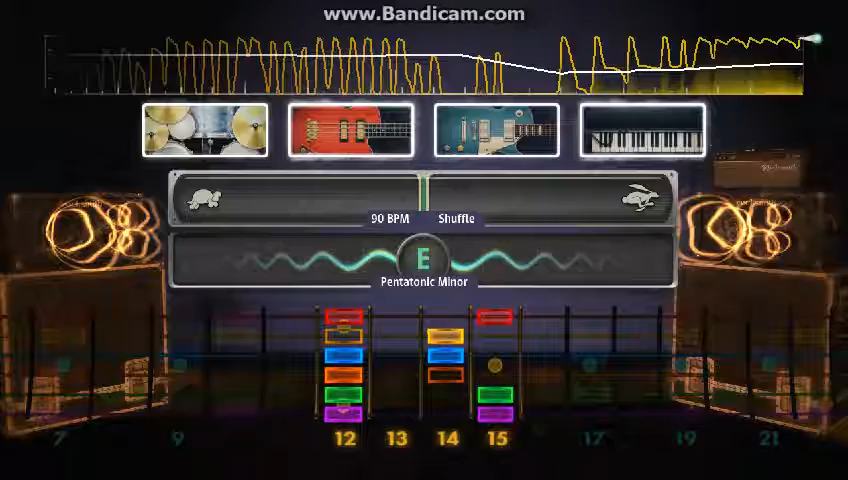 www.Bandicam.com
90 BPM Shuffle
E
Pentatonic Minor
7 9 12 13 14 15 17 19 21